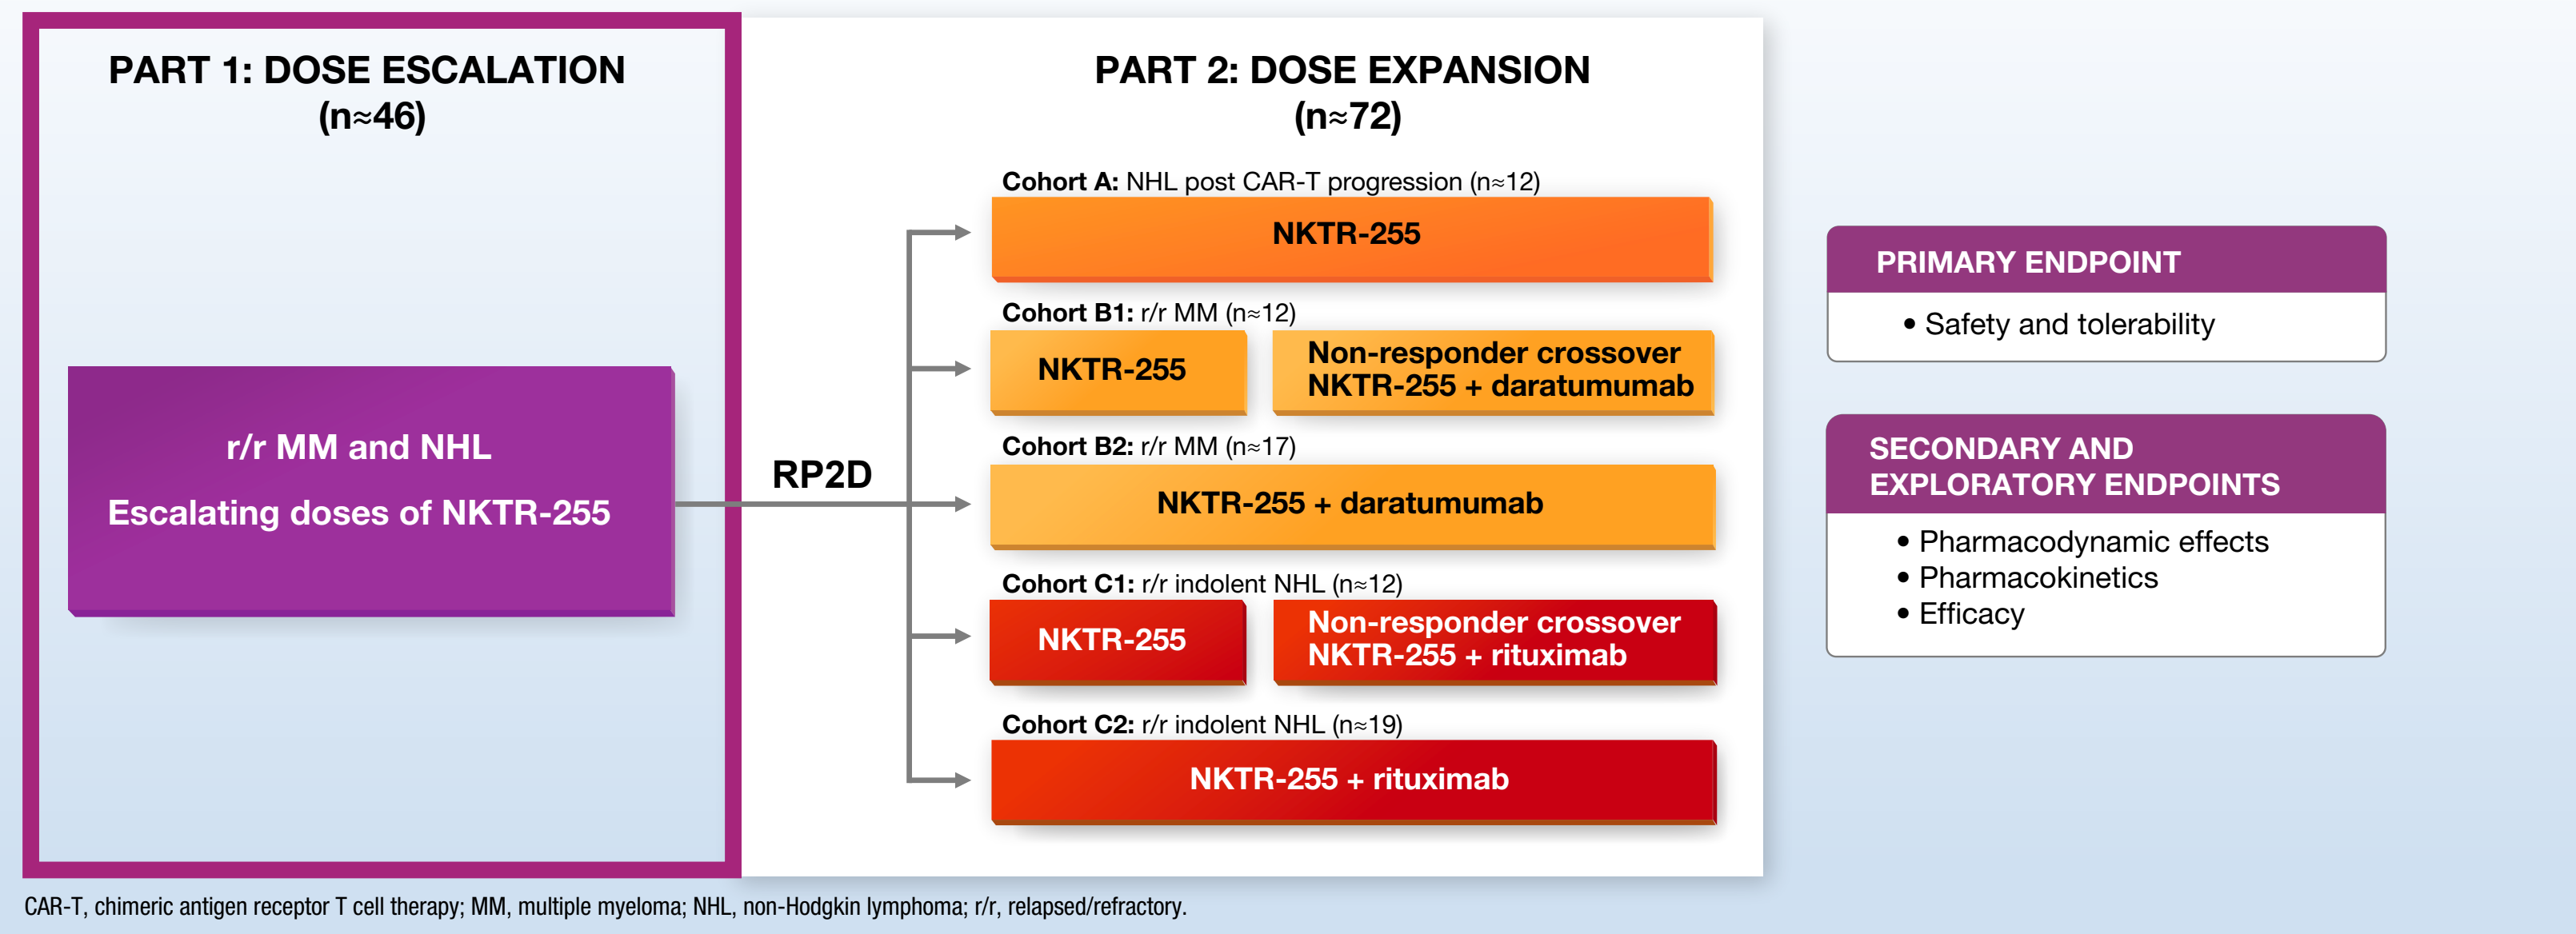 PART 1: DOSE ESCALATION
(n≈46)
r/r MM and NHL
Escalating doses of NKTR-255
RP2D
PART 2: DOSE EXPANSION
(n≈72)
Cohort A: NHL post CAR-T progression (n≈12)
NKTR-255
Cohort B1: r/r MM (n≈12)
NKTR-255
Non-responder crossover
NKTR-255 + daratumumab
Cohort B2: r/r MM (n≈17)
NKTR-255 + daratumumab
Cohort C1: r/r indolent NHL (n≈12)
NKTR-255
Non-responder crossover
NKTR-255 + rituximab
Cohort C2: r/r indolent NHL (n≈19)
NKTR-255 + rituximab
PRIMARY ENDPOINT
• Safety and tolerability
SECONDARY AND
EXPLORATORY ENDPOINTS
• Pharmacodynamic effects
• Pharmacokinetics
• Efficacy
CAR-T, chimeric antigen receptor T cell therapy; MM, multiple myeloma; NHL, non-Hodgkin lymphoma; r/r, relapsed/refractory.